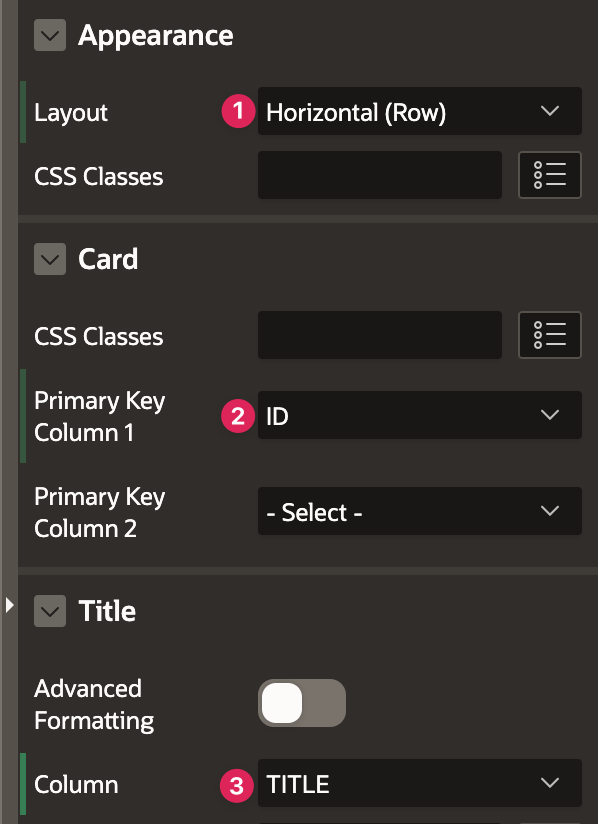 Appearance
Layout 1 Horizontal (Row)
CSS Classes
Card
CSS Classes
Primary Key
Column 1
2 ID
Primary Key
Column 2
- Select -
Title
Advanced
Formatting
Column 3 TITLE